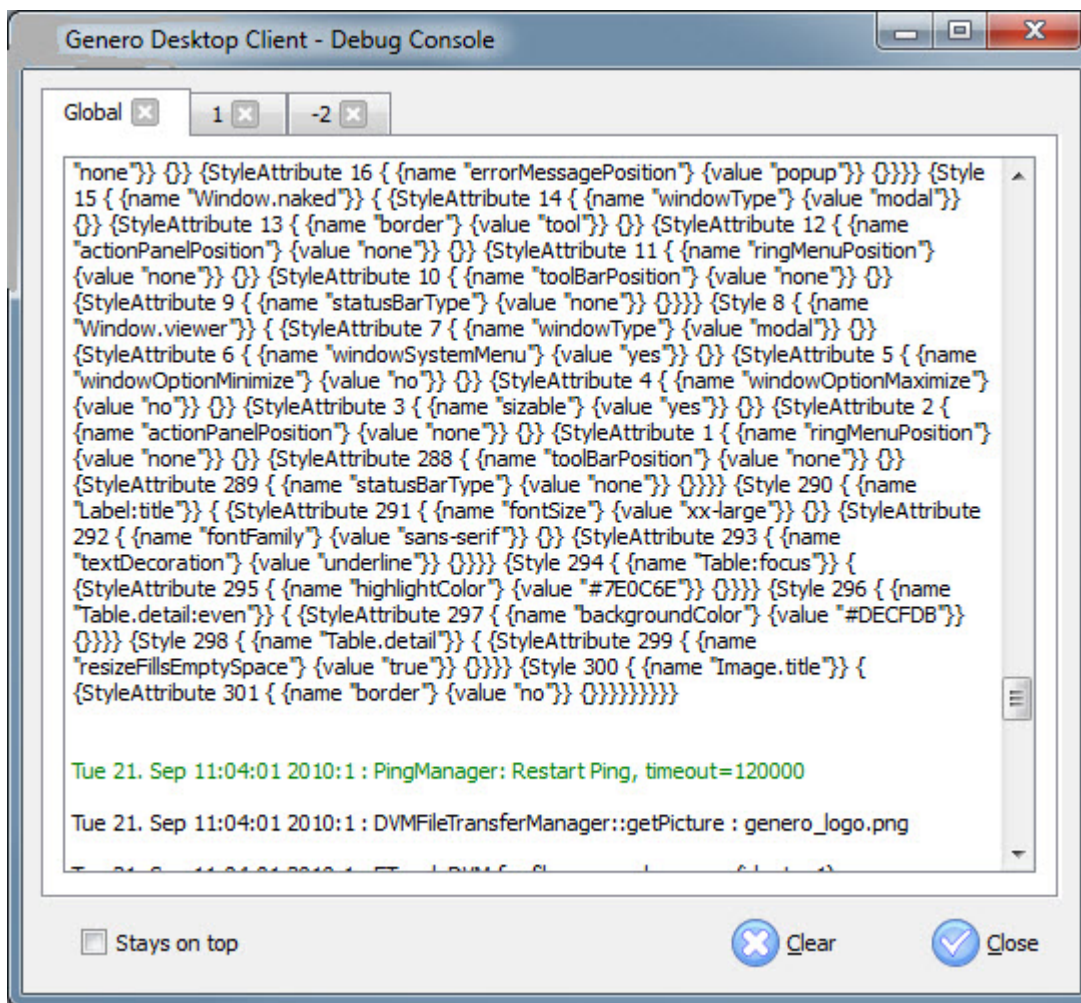 Genero Desktop Client - Debug Console
Global 1 -2
"none"}} {}} {StyleAttribute 16 { {name "errorMessagePosition"} {value "popup"}} {}}}} {Style
15 { {name "Window.naked"}} { {StyleAttribute 14 { {name "windowType"} {value "modal"}}
{}} {StyleAttribute 13 { {name "border"} {value "tool"}} {}} {StyleAttribute 12 { {name
"actionPanelPosition"} {value "none"}} {}} {StyleAttribute 11 { {name "ringMenuPosition"}
{value "none"}} {}} {StyleAttribute 10 { {name "toolBarPosition"} {value "none"}} {}}
{StyleAttribute 9 { {name "statusBarType"} {value "none"}} {}}}} {Style 8 { {name
"Window.viewer"}} { {StyleAttribute 7 { {name "windowType"} {value "modal"}} {}}
{StyleAttribute 6 { {name "windowSystemMenu"} {value "yes"}} {}} {StyleAttribute 5 { {name
"windowOptionMinimize"} {value "no"}} {}} {StyleAttribute 4 { {name "windowOptionMaximize"}
{value "no"}} {}} {StyleAttribute 3 { {name "sizable"} {value "yes"}} {}} {StyleAttribute 2 {
{name "actionPanelPosition"} {value "none"}} {}} {StyleAttribute 1 { {name "ringMenuPosition"}
{value "none"}} {}} {StyleAttribute 288 { {name "toolBarPosition"} {value "none"}} {}}
{StyleAttribute 289 { {name "statusBarType"} {value "none"}} {}}}} {Style 290 { {name
"Label:title"}} { {StyleAttribute 291 { {name "fontSize"} {value "xx-large"}} {}} {StyleAttribute
292 { {name "fontFamily"} {value "sans-serif"}} {}} {StyleAttribute 293 { {name
"textDecoration"} {value "underline"}} {}}}} {Style 294 { {name "Table:focus"}} {
{StyleAttribute 295 { {name "highlightColor"} {value "#7E0C6E"}} {}}}} {Style 296 { {name
"Table.detail:even"}} { {StyleAttribute 297 { {name "backgroundColor"} {value "#DECFDB"}}
{}}}} {Style 298 { {name "Table.detail"}} { {StyleAttribute 299 { {name
"resizeFillsEmptySpace"} {value "true"}} {}}}} {Style 300 { {name "Image.title"}} {
{StyleAttribute 301 { {name "border"} {value "no"}} {}}}}}}}}}
Tue 21. Sep 11:04:01 2010:1 : PingManager: Restart Ping, timeout=120000
Tue 21. Sep 11:04:01 2010:1 : DVMFileTransferManager::getPicture : genero_logo.png
Stays on top
Clear
Close